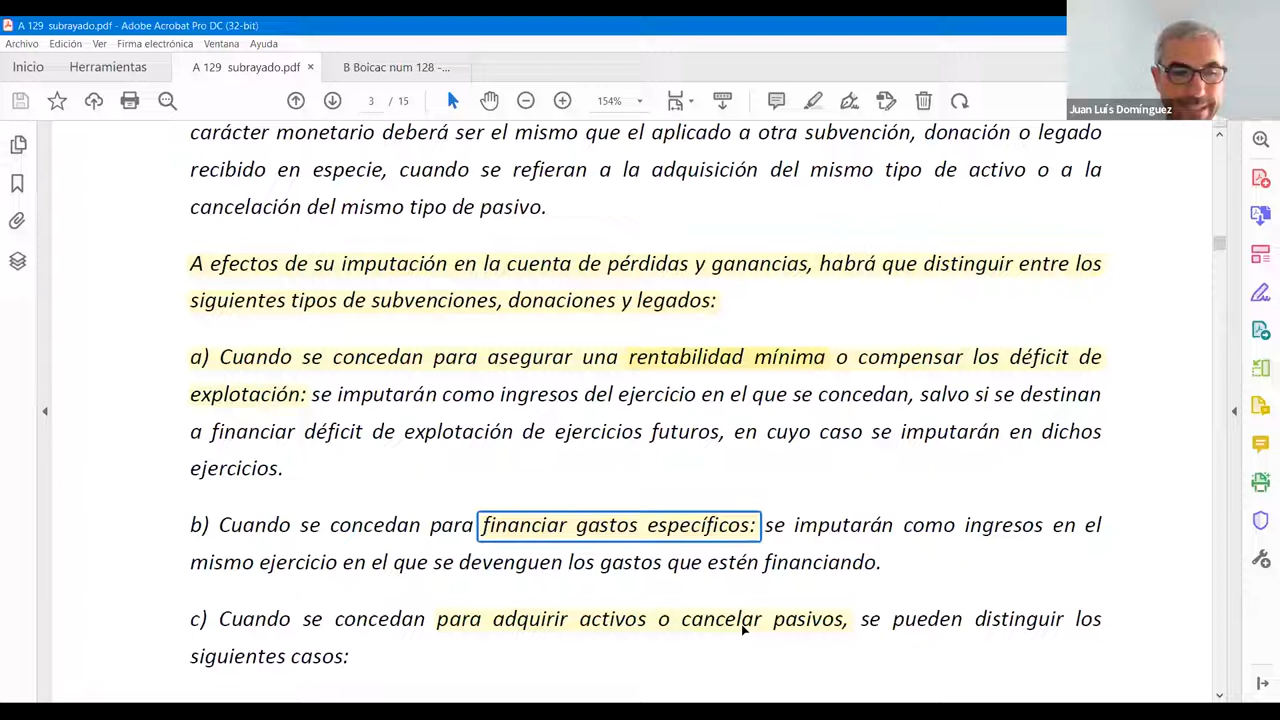 A 129 subrayado.pdf - Adobe Acrobat Pro DC (32-bit)
Archivo Edición Ver Firma electrónica Ventana Ayuda
Inicio Herramientas A 129 subrayado.pdf × B Boicac num 128 -...
3 / 15 154%
Juan Luís Domínguez
carácter monetario deberá ser el mismo que el aplicado a otra subvención, donación o legado
recibido en especie, cuando se refieran a la adquisición del mismo tipo de activo o a la
cancelación del mismo tipo de pasivo.
A efectos de su imputación en la cuenta de pérdidas y ganancias, habrá que distinguir entre los
siguientes tipos de subvenciones, donaciones y legados:
a) Cuando se concedan para asegurar una rentabilidad mínima o compensar los déficit de
explotación: se imputarán como ingresos del ejercicio en el que se concedan, salvo si se destinan
a financiar déficit de explotación de ejercicios futuros, en cuyo caso se imputarán en dichos
ejercicios.
b) Cuando se concedan para financiar gastos específicos: se imputarán como ingresos en el
mismo ejercicio en el que se devenguen los gastos que estén financiando.
c) Cuando se concedan para adquirir activos o cancelar pasivos, se pueden distinguir los
siguientes casos: